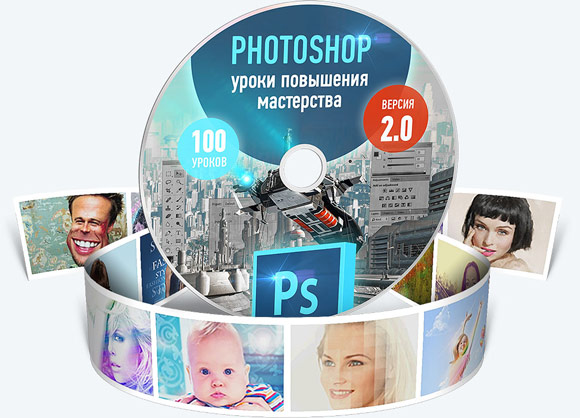 PHOTOSHOP
уроки повышения
мастерства
100
УРОКОВ
ВЕРСИЯ
2.0
Ps